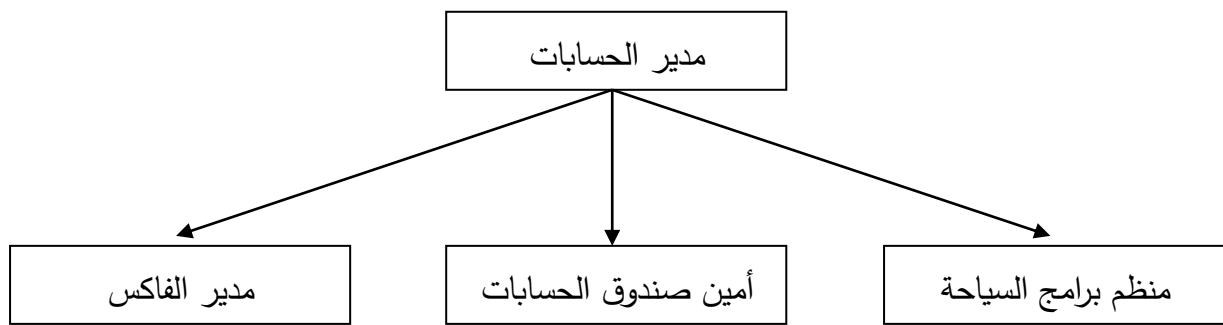 مدير الحسابات
منظم برامج السياحة
أمين صندوق الحسابات
مدير الفاكس